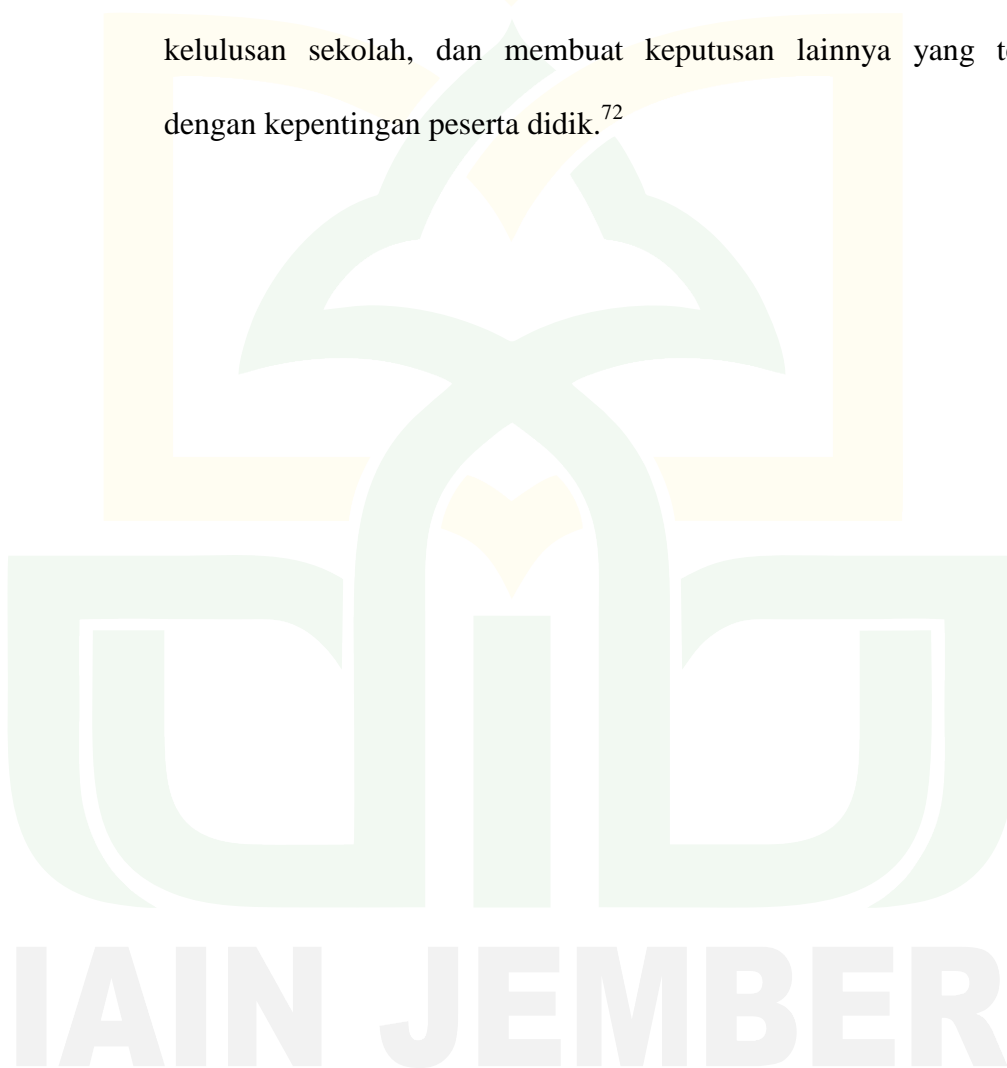 kelulusan sekolah, dan membuat keputusan lainnya yang
dengan kepentingan peserta didik.72
IAIN JEMBER